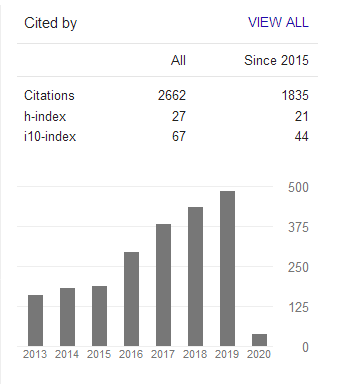 Cited by VIEW ALL
All Since 2015
Citations 2662 1835
h-index 27 21
i10-index 67 44
500
375
250
125
0
2013 2014 2015 2016 2017 2018 2019 2020